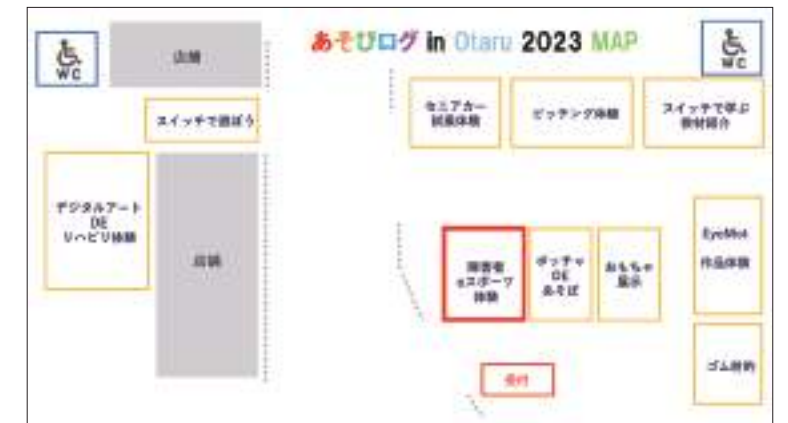 あそびログ in Otaru 2023 MAP
WC
店舗
WC
セニアカー
試乗体験
ピッチング体験
スイッチで学ぶ
教材紹介
スイッチで遊ぼう
デジタルアート
DE
リハビリ体験
店舗
障害者
eスポーツ
体験
ボッチャ
DE
あそぼ
おもちゃ
展示
EyeMot
作品体験
ゴム射的
受付